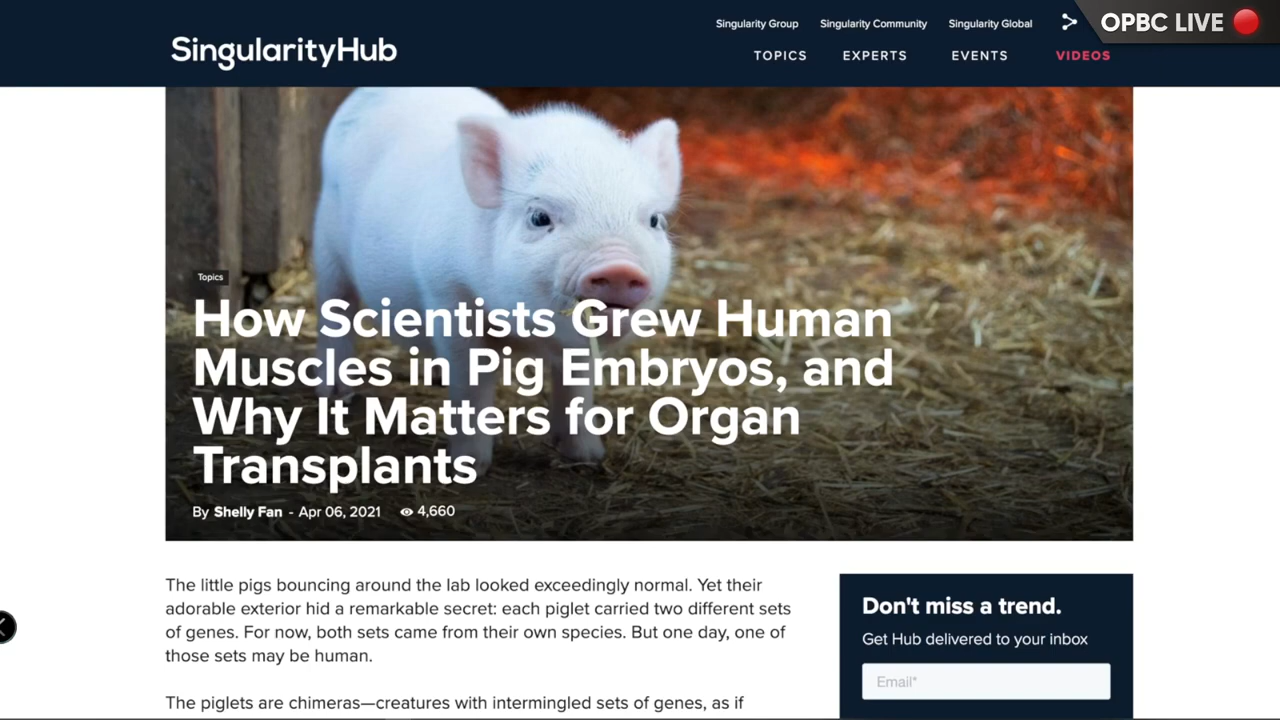 Singularity Group Singularity Community Singularity Global
OPBC LIVE
SingularityHub
TOPICS EXPERTS EVENTS VIDEOS
Topics
How Scientists Grew Human
Muscles in Pig Embryos, and
Why It Matters for Organ
Transplants
By Shelly Fan - Apr 06, 2021 4,660
The little pigs bouncing around the lab looked exceedingly normal. Yet their
adorable exterior hid a remarkable secret: each piglet carried two different sets
of genes. For now, both sets came from their own species. But one day, one of
those sets may be human.
The piglets are chimeras—creatures with intermingled sets of genes, as if
Don't miss a trend.
Get Hub delivered to your inbox
Email*